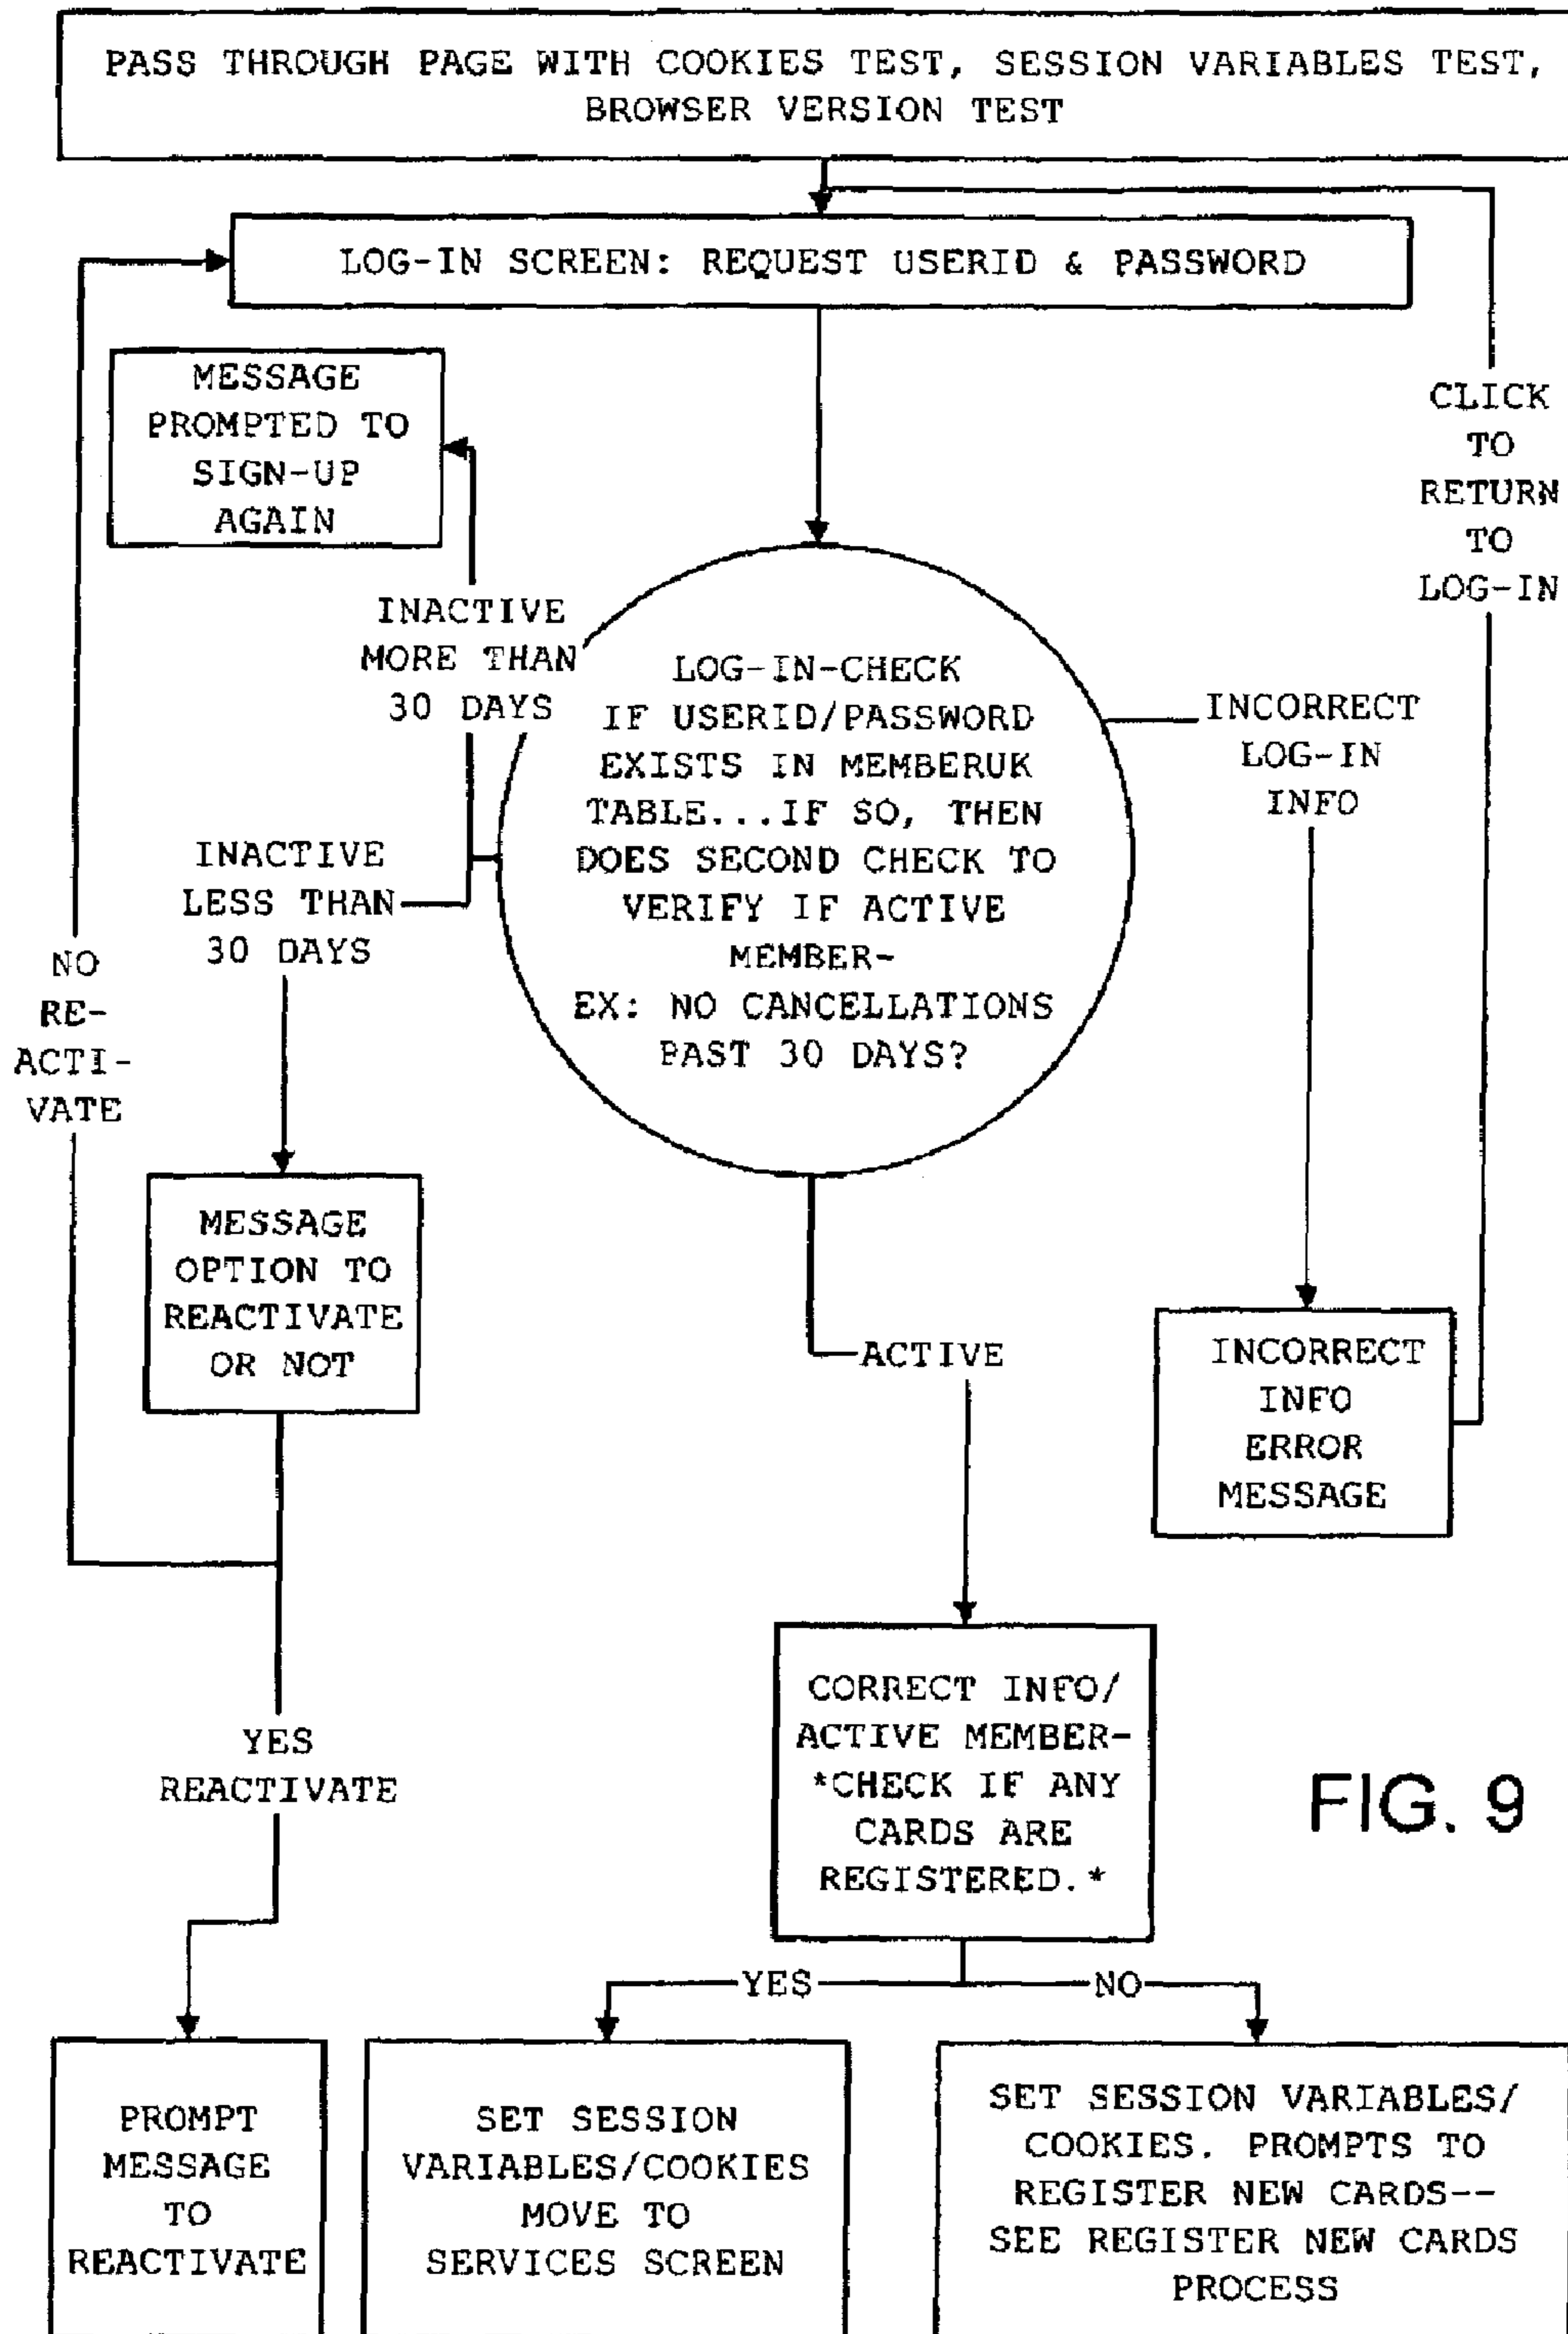 PASS THROUGH PAGE WITH COOKIES TEST, SESSION VARIABLES TEST,
BROWSER VERSION TEST
LOG-IN SCREEN: REQUEST USERID & PASSWORD
MESSAGE
PROMPTED TO
SIGN-UP
AGAIN
CLICK
TO
RETURN
TO
LOG-IN
INACTIVE
MORE THAN
30 DAYS
LOG-IN-CHECK
IF USERID/PASSWORD
EXISTS IN MEMBERUK
TABLE...IF SO, THEN
DOES SECOND CHECK TO
VERIFY IF ACTIVE
MEMBER-
EX: NO CANCELLATIONS
PAST 30 DAYS?
INCORRECT
LOG-IN
INFO
INACTIVE
LESS THAN
30 DAYS
NO
RE-
ACTI-
VATE
MESSAGE
OPTION TO
REACTIVATE
OR NOT
ACTIVE
INCORRECT
INFO
ERROR
MESSAGE
YES
REACTIVATE
CORRECT INFO/
ACTIVE MEMBER-
*CHECK IF ANY
CARDS ARE
REGISTERED.*
FIG. 9
YES
NO
PROMPT
MESSAGE
TO
REACTIVATE
SET SESSION
VARIABLES/COOKIES
MOVE TO
SERVICES SCREEN
SET SESSION VARIABLES/
COOKIES. PROMPTS TO
REGISTER NEW CARDS--
SEE REGISTER NEW CARDS
PROCESS